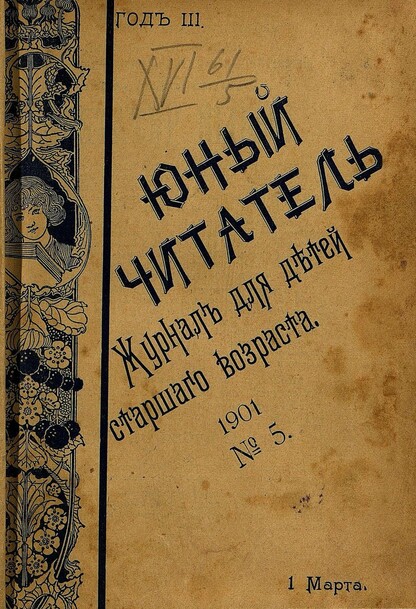 ГОДЪ III.
XVI 61/5
ЮНЫЙ
ЧИТАТЕЛЬ
Журналъ для дѣтей
старшаго возраста.
1901
№ 5.
1 Марта.